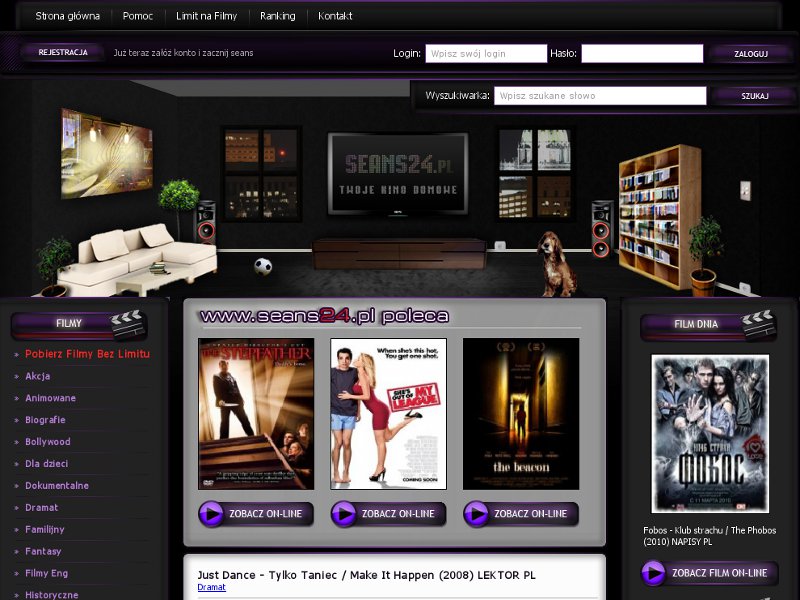 Strona główna
Pomoc
Limit na Filmy
Ranking
Kontakt
REJESTRACJA
Już teraz załóż konto i zacznij seans
Login:
Wpisz swój login
Hasło:
ZALOGUJ
Wyszukiwarka:
Wpisz szukane słowo
SZUKAJ
SEANS24.PL
TWOJE KINO DOMOWE
FILMY
» Pobierz Filmy Bez Limitu
» Akcja
» Animowane
» Biografie
» Bollywood
» Dla dzieci
» Dokumentalne
» Dramat
» Familijny
» Fantasy
» Filmy Eng
» Historyczne
www.seans24.pl poleca
THE STEPFATHER
When she's this hot,
You get one shot.
SHE'S
OUT OF MY
LEAGUE
COMING SOON
the beacon
ZOBACZ ON-LINE
ZOBACZ ON-LINE
ZOBACZ ON-LINE
Just Dance - Tylko Taniec / Make It Happen (2008) LEKTOR PL
Dramat
FILM DNIA
ФОБОС
С 11 МАРТА 2010
Fobos - Klub strachu / The Phobos
(2010) NAPISY PL
ZOBACZ FILM ON-LINE